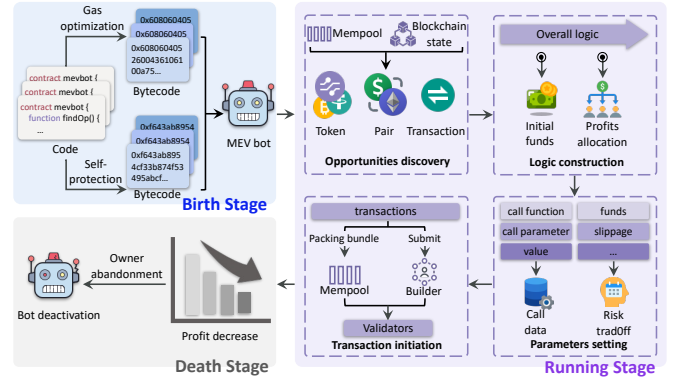 Gas
optimization
0x608060405
0x608060405
0x608060405
26004361061
00a75...
Bytecode
contract mevbot {
contract mevbot {
contract mevbot {
function findOp() {
...
Code
Self-
protection
0xf643ab8954
0xf643ab8954
0xf643ab895
4cf33b874f53
495abcf...
Bytecode
MEV bot
Birth Stage
Mempool
Blockchain
state
Token
Pair
Transaction
Opportunities discovery
Overall logic
Initial
funds
Profits
allocation
Logic construction
call function
call parameter
value
funds
slippage
...
Call
data
Risk
trad0ff
Parameters setting
transactions
Packing bundle
Submit
Mempool
Builder
Validators
Transaction initiation
Running Stage
Profit decrease
Owner
abandonment
Bot deactivation
Death Stage